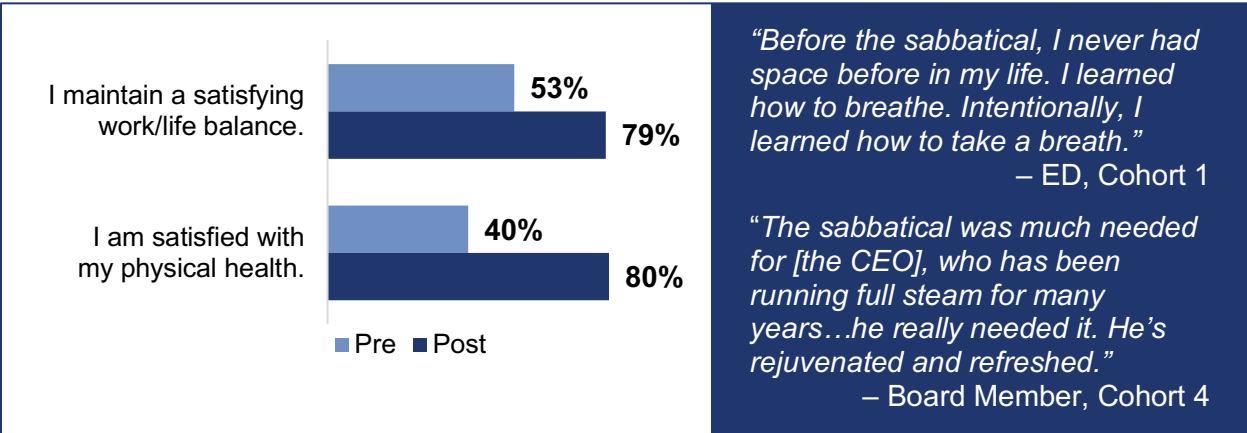 I maintain a satisfying
work/life balance.
53%
79%
I am satisfied with
my physical health.
40%
80%
Pre Post
“Before the sabbatical, I never had
space before in my life. I learned
how to breathe. Intentionally, I
learned how to take a breath.”
– ED, Cohort 1
“The sabbatical was much needed
for [the CEO], who has been
running full steam for many
years…he really needed it. He’s
rejuvenated and refreshed.”
– Board Member, Cohort 4